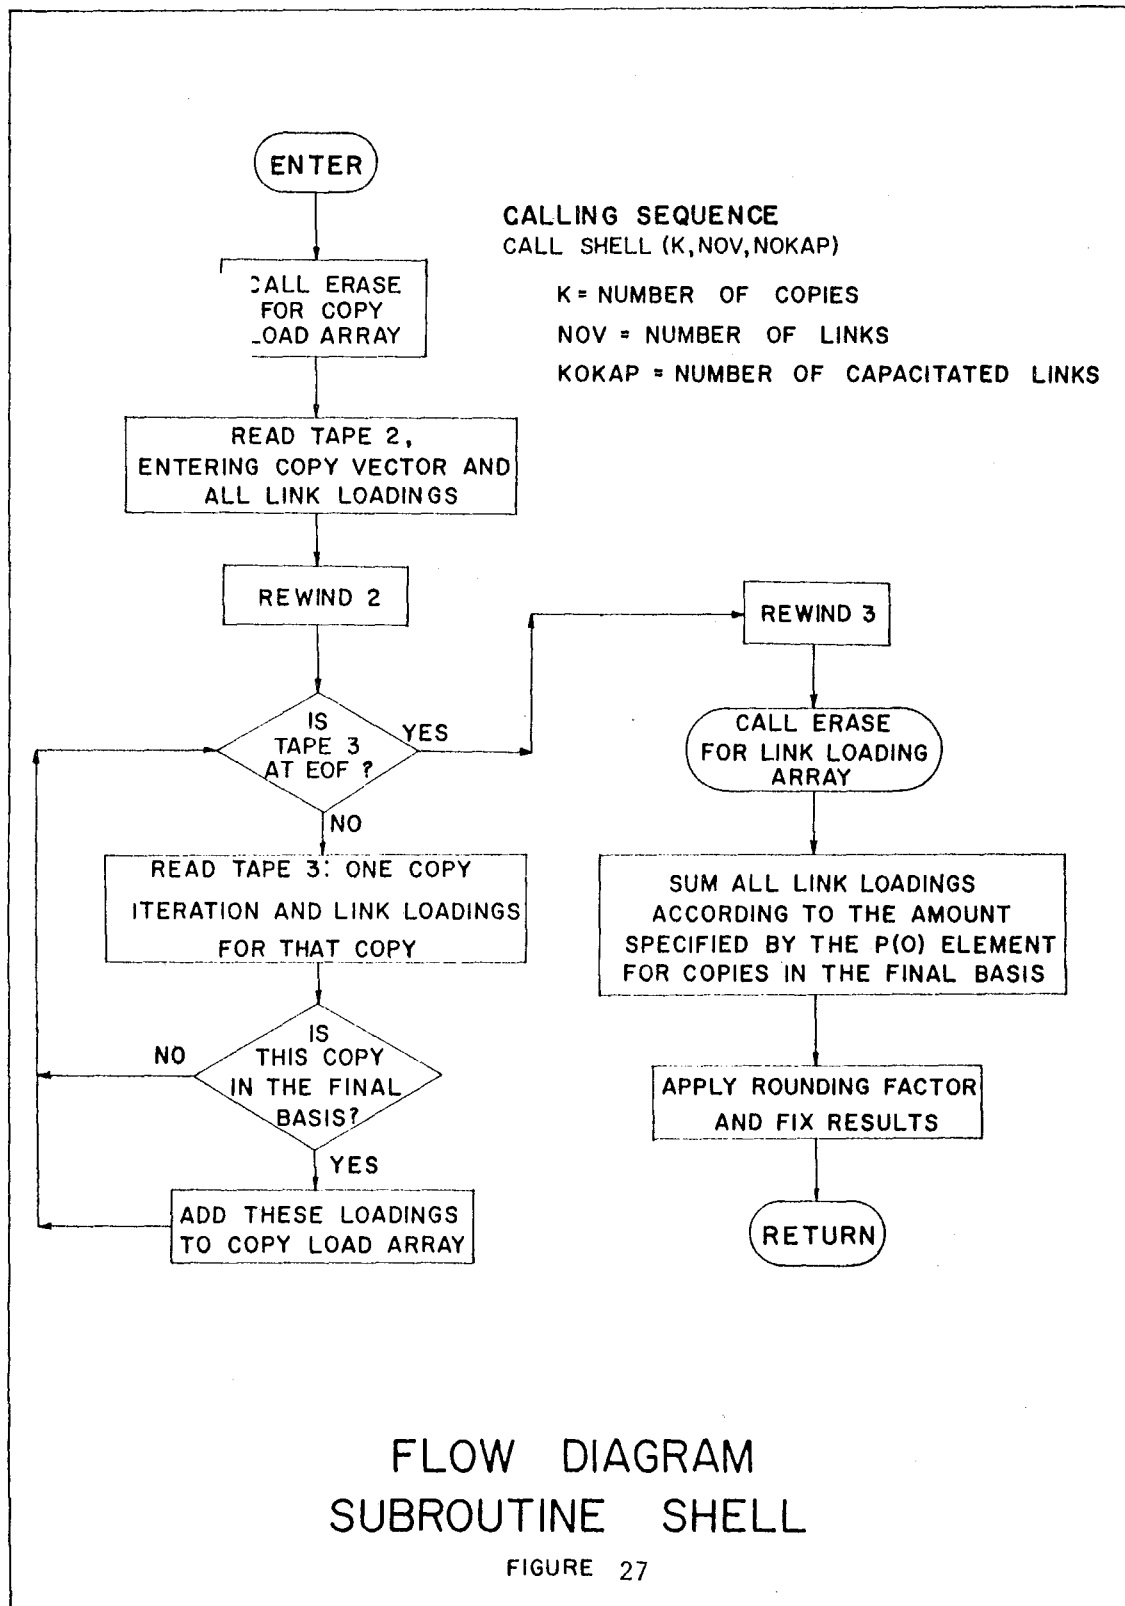 ENTER
CALL ERASE
FOR COPY
LOAD ARRAY
READ TAPE 2,
ENTERING COPY VECTOR AND
ALL LINK LOADINGS
REWIND 2
IS
TAPE 3
AT EOF ?
YES
NO
READ TAPE 3: ONE COPY
ITERATION AND LINK LOADINGS
FOR THAT COPY
IS
THIS COPY
IN THE FINAL
BASIS?
NO
YES
ADD THESE LOADINGS
TO COPY LOAD ARRAY
CALLING SEQUENCE
CALL SHELL (K,NOV,NOKAP)
K = NUMBER OF COPIES
NOV = NUMBER OF LINKS
KOKAP = NUMBER OF CAPACITATED LINKS
REWIND 3
CALL ERASE
FOR LINK LOADING
ARRAY
SUM ALL LINK LOADINGS
ACCORDING TO THE AMOUNT
SPECIFIED BY THE P(O) ELEMENT
FOR COPIES IN THE FINAL BASIS
APPLY ROUNDING FACTOR
AND FIX RESULTS
RETURN
FLOW DIAGRAM
SUBROUTINE SHELL
FIGURE 27